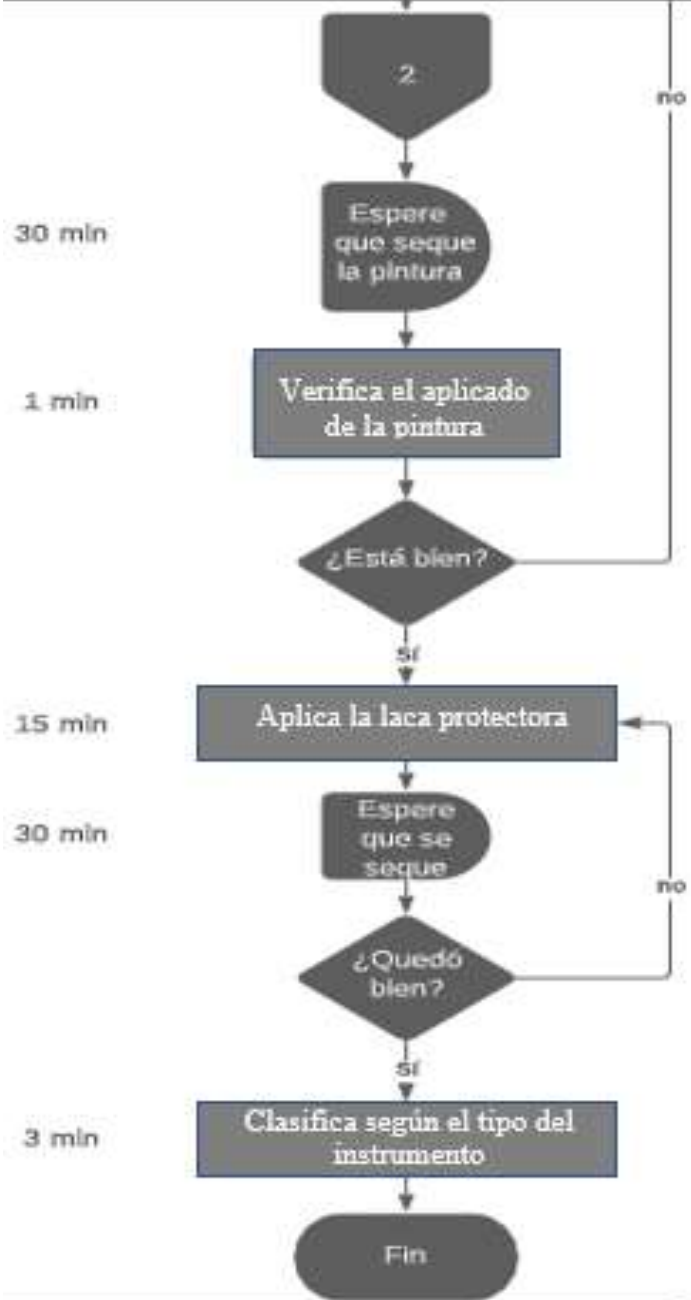 2
no
30 min
Espere
que seque
la pintura
1 min
Verifica el aplicado
de la pintura
¿Está bien?
sí
15 min
Aplica la laca protectora
30 min
Espere
que se
seque
no
¿Quedó
bien?
sí
3 min
Clasifica según el tipo del
instrumento
Fin